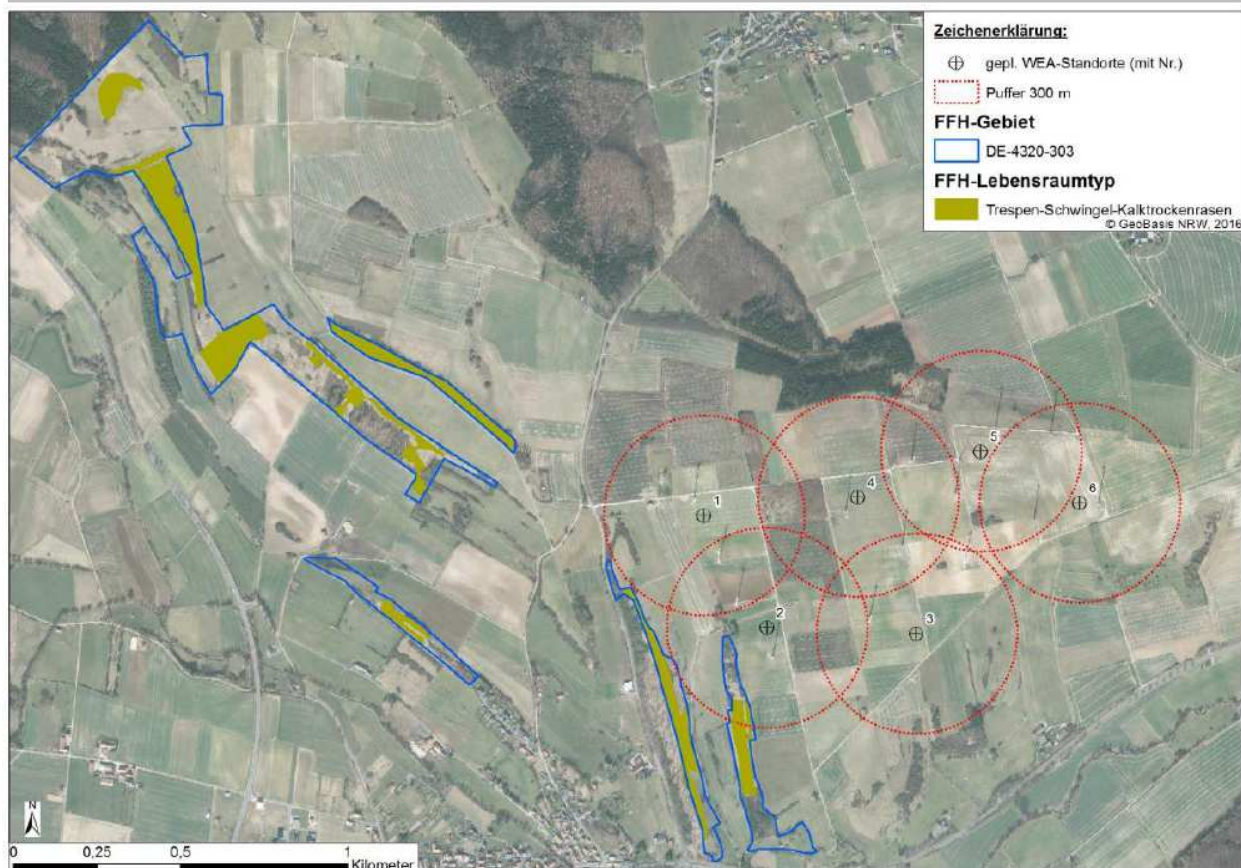 Zeichenerklärung:
gepl. WEA-Standorte (mit Nr.)
Puffer 300 m
FFH-Gebiet
DE-4320-303
FFH-Lebensraumtyp
Trespen-Schwingel-Kalktrockenrasen
© GeoBasis NRW, 2016
5
1
4
6
2
3
N
0 0,25 0,5 1
Kilometer